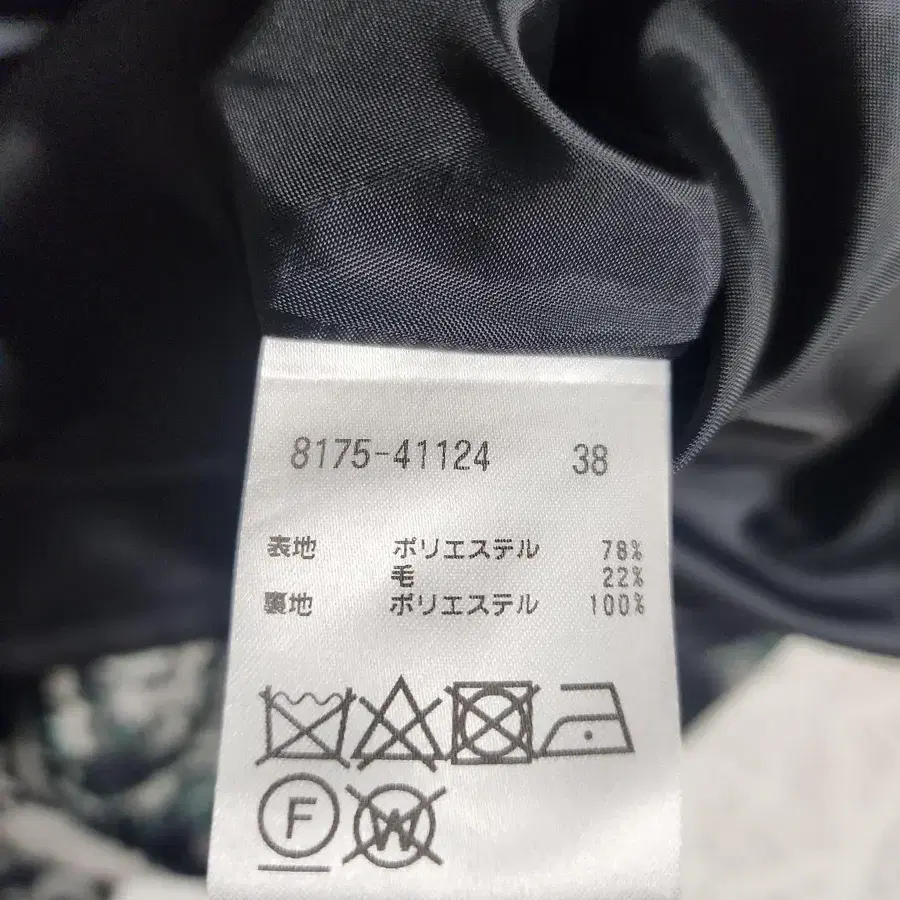 8175-41124 38
表地 ポリエステル 78%
毛 22%
裏地 ポリエステル 100%
F W